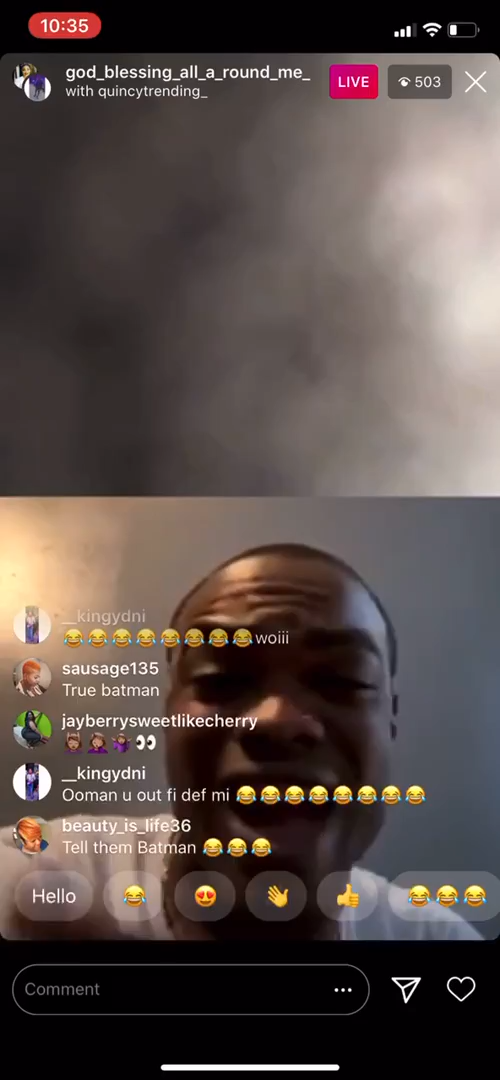 10:35
god_blessing_all_a_round_me_
with quincytrending_
LIVE
503
__kingydni
😂😂😂😂😂😂😂😂woiii
sausage135
True batman
jayberrysweetlikecherry
👀
__kingydni
Ooman u out fi def mi 😂😂😂😂😂😂😂😂
beauty_is_life36
Tell them Batman 😂😂😂
Hello 😂 😍 👋 👍 😂😂😂
Comment